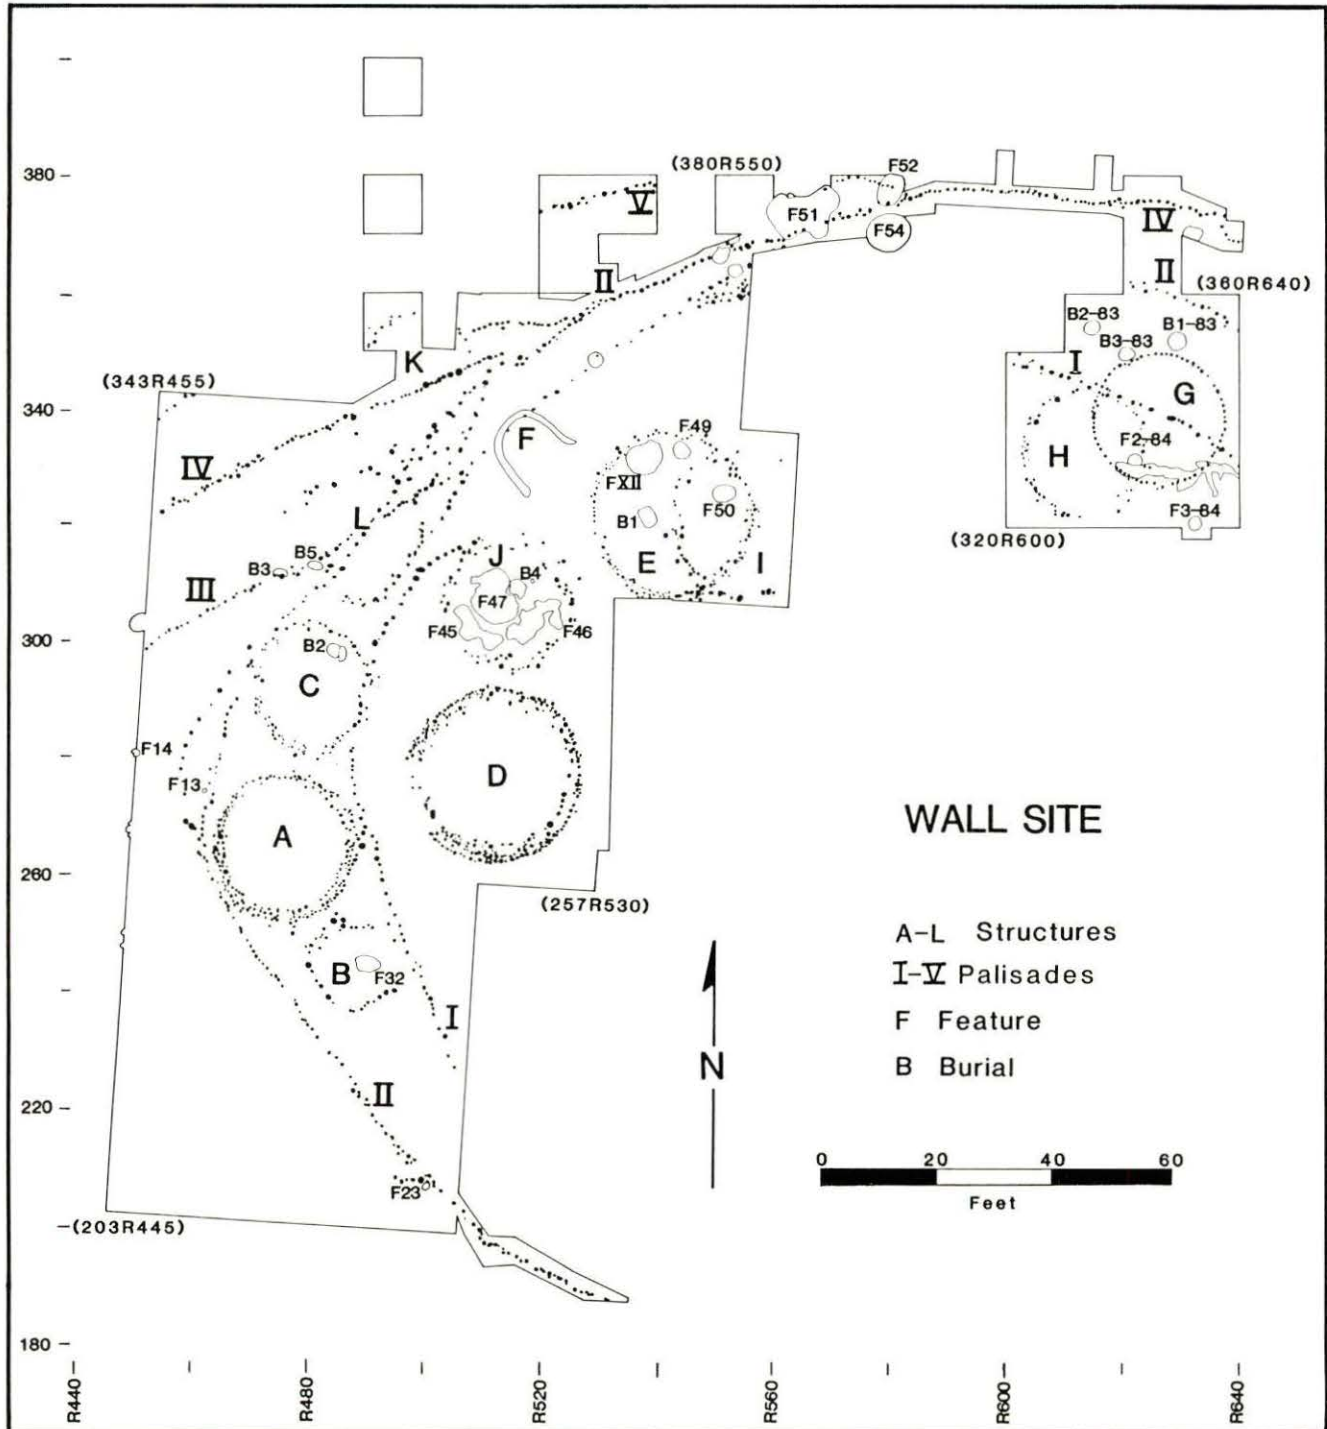 380
(380R550)
F52
V
F51
F54
IV
II
II
(360R640)
B2-83
B1-83
K
B3-83
I
(343R455)
G
340
F
F49
F2-84
IV
H
FXII
F50
L
B1
F3-84
(320R600)
J
E
I
B5
B3
B4
III
F47
F45
F46
300
B2
C
F14
D
F13
WALL SITE
A
260
(257R530)
A-L Structures
B
F32
I-V Palisades
I
F Feature
N
B Burial
II
220
0 20 40 60
F23
Feet
(203R445)
180
R440
R480
R520
R560
R600
R640